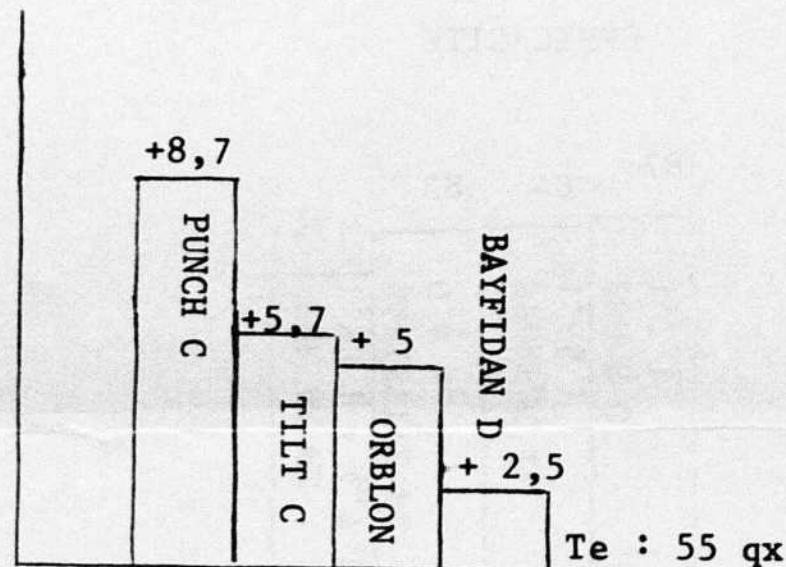 +8,7
PUNCH C
+5,7
TILT C
+ 5
ORBLON
BAYFIDAN D
+ 2,5
Te : 55 qx